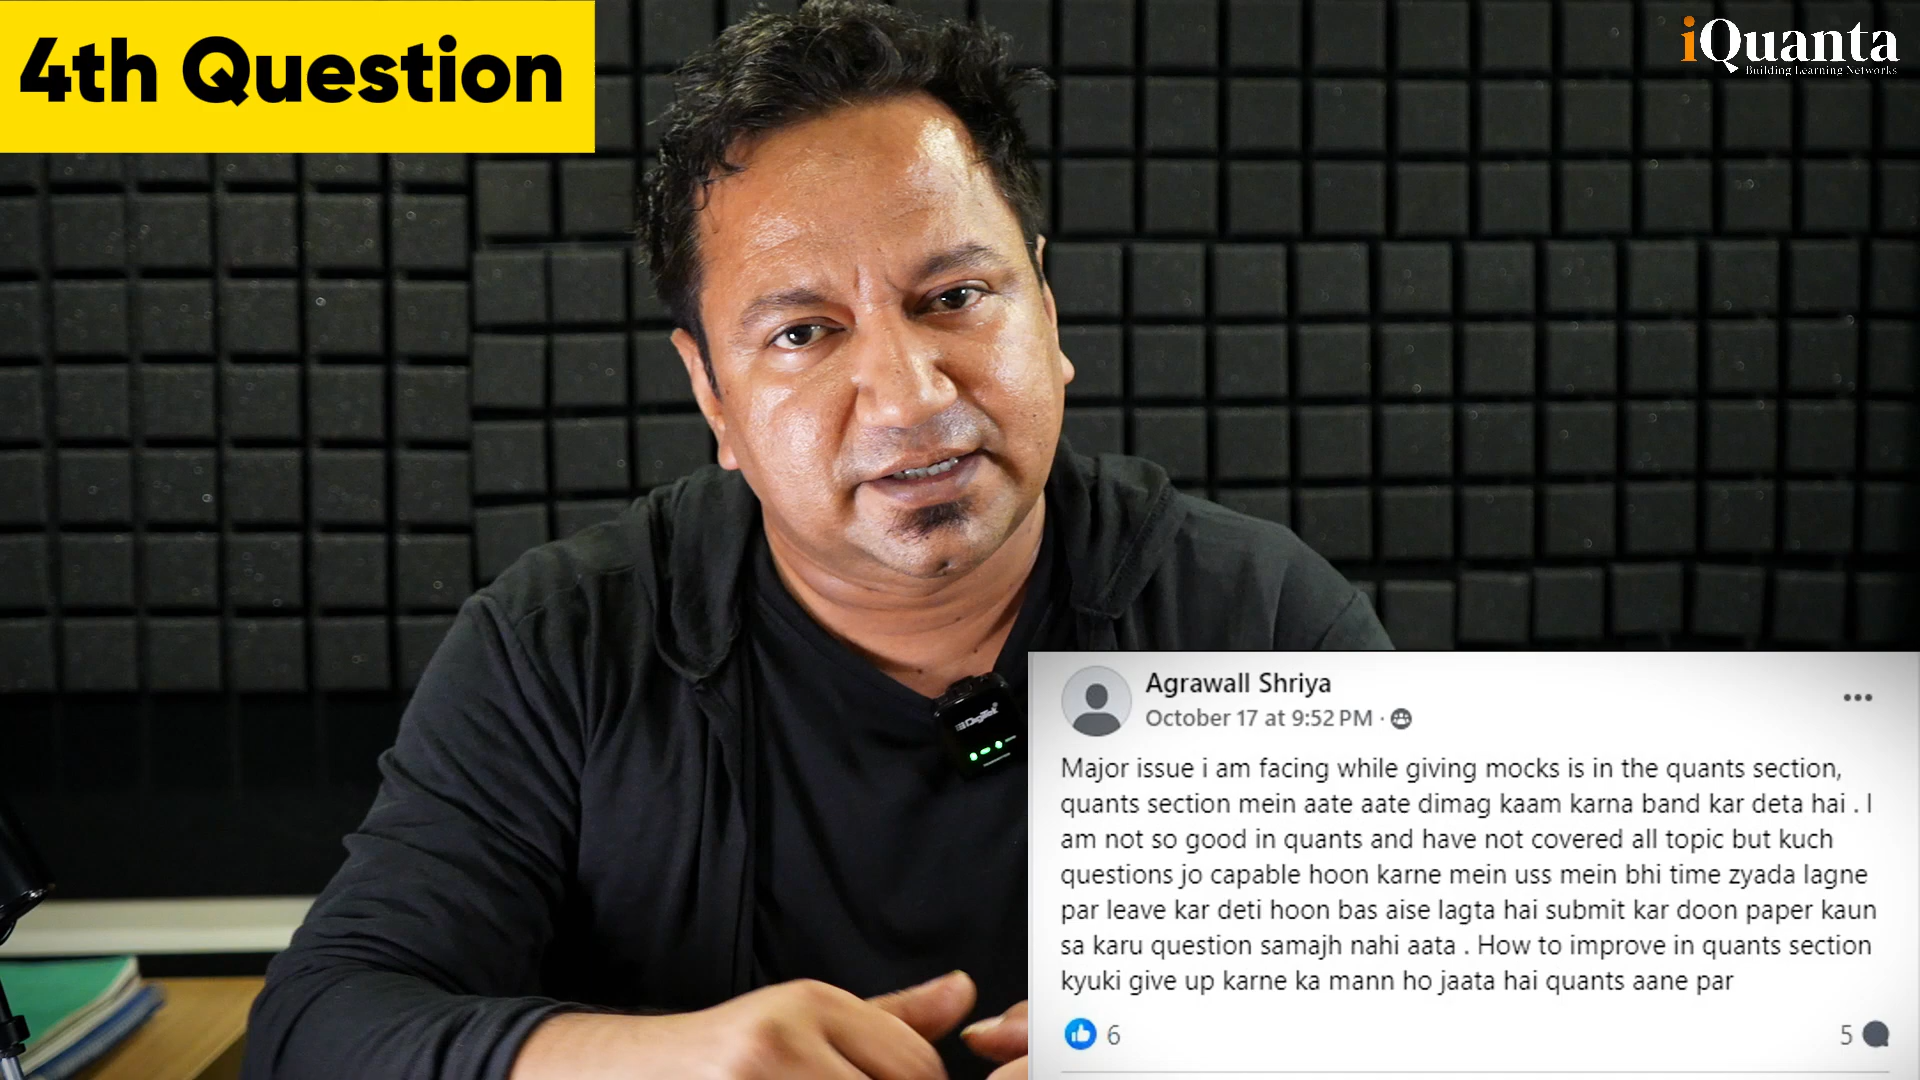 4th Question
iQuanta
Building Learning Networks
DigiTek
Agrawall Shriya
October 17 at 9:52 PM ·
Major issue i am facing while giving mocks is in the quants section,
quants section mein aate aate dimag kaam karna band kar deta hai . I
am not so good in quants and have not covered all topic but kuch
questions jo capable hoon karne mein uss mein bhi time zyada lagne
par leave kar deti hoon bas aise lagta hai submit kar doon paper kaun
sa karu question samajh nahi aata . How to improve in quants section
kyuki give up karne ka mann ho jaata hai quants aane par
6
5